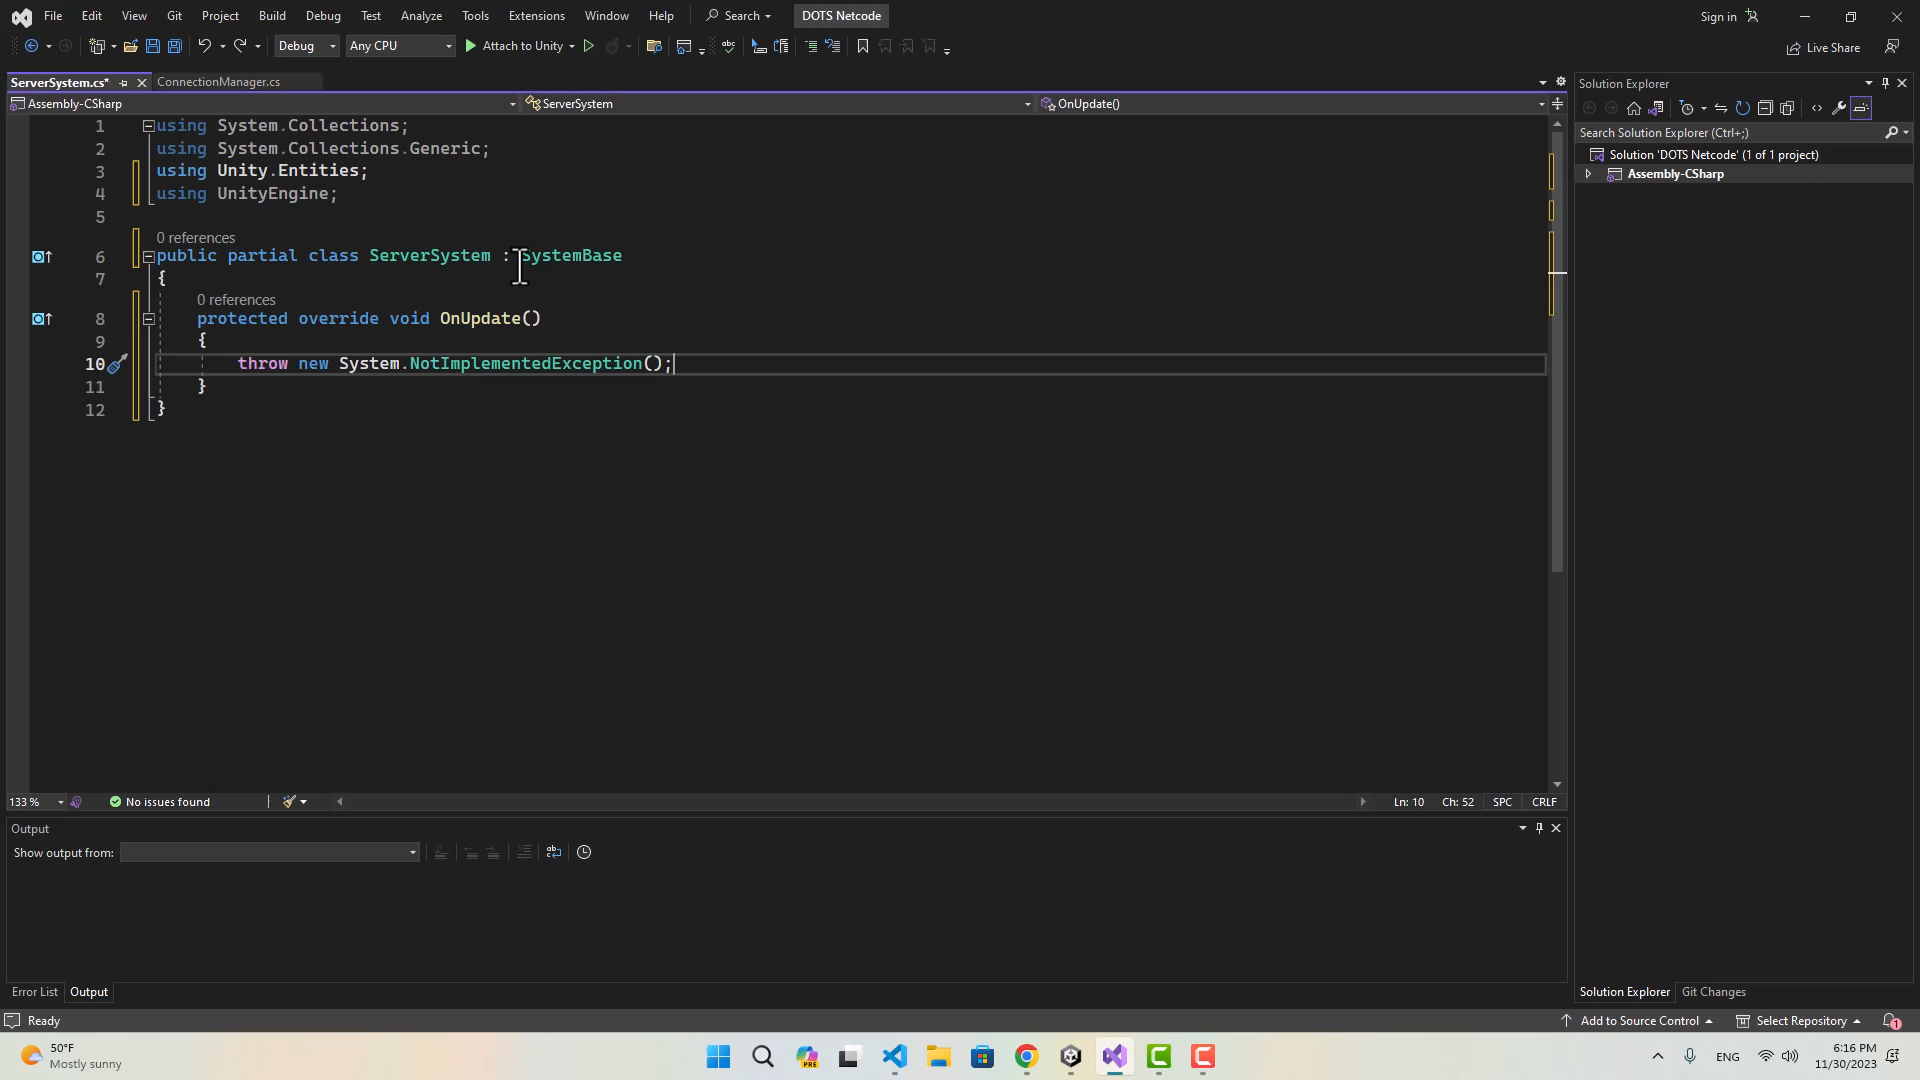 File Edit View Git Project Build Debug Test Analyze Tools Extensions Window Help Search DOTS Netcode Sign in
Debug Any CPU Attach to Unity Live Share
ServerSystem.cs* ConnectionManager.cs
Assembly-CSharp ServerSystem OnUpdate()
1 using System.Collections;
2 using System.Collections.Generic;
3 using Unity.Entities;
4 using UnityEngine;
5
0 references
6 public partial class ServerSystem : SystemBase
7 {
0 references
8 protected override void OnUpdate()
9 {
10 throw new System.NotImplementedException();
11 }
12 }
133 % No issues found Ln: 10 Ch: 52 SPC CRLF
Output
Show output from:
Error List Output
Solution Explorer
Search Solution Explorer (Ctrl+;)
Solution 'DOTS Netcode' (1 of 1 project)
Assembly-CSharp
Solution Explorer Git Changes
Ready Add to Source Control Select Repository 1
50°F
Mostly sunny
PRE
ENG
6:16 PM
11/30/2023